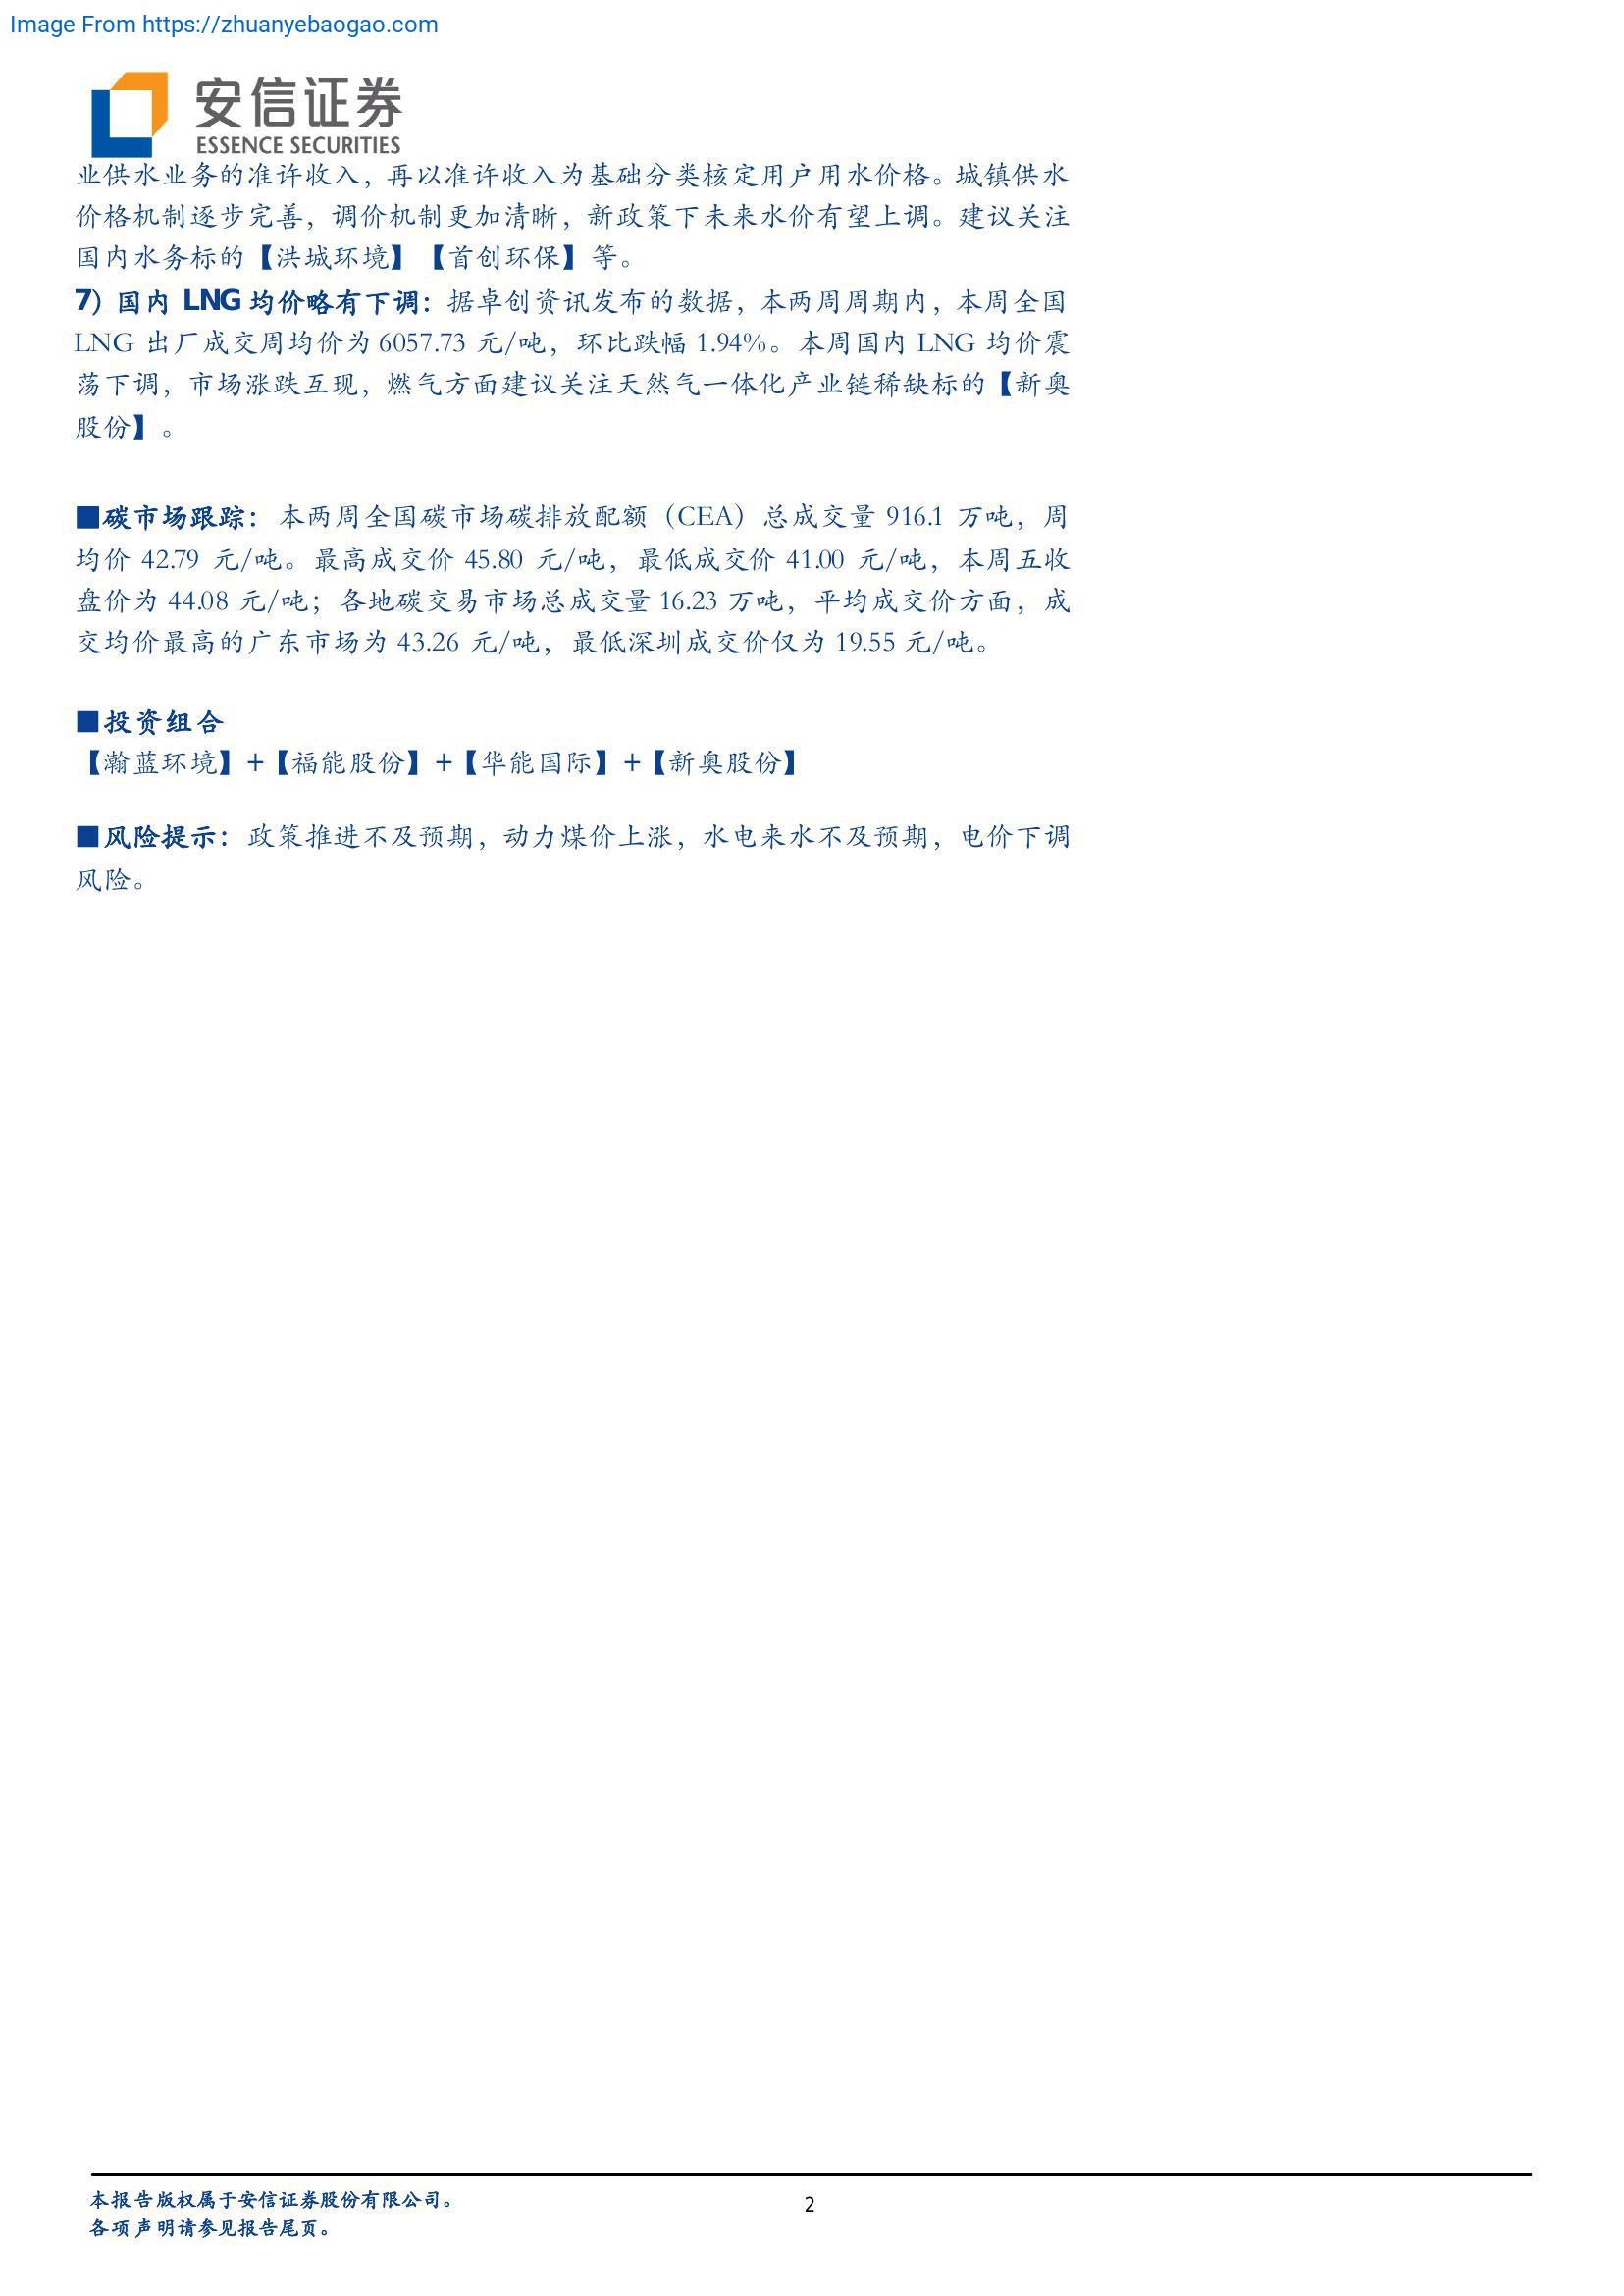 Image From https://zhuanyebaogao.com
安信证券
ESSENCE SECURITIES
业供水业务的准许收入，再以准许收入为基础分类核定用户用水价格。城镇供水
价格机制逐步完善，调价机制更加清晰，新政策下未来水价有望上调。建议关注
国内水务标的【洪城环境】【首创环保】等。
7）国内 LNG 均价略有下调：据卓创资讯发布的数据，本两周周期内，本周全国
LNG 出厂成交周均价为 6057.73 元/吨，环比跌幅 1.94%。本周国内 LNG 均价震
荡下调，市场涨跌互现，燃气方面建议关注天然气一体化产业链稀缺标的【新奥
股份】。
■碳市场跟踪：本两周全国碳市场碳排放配额（CEA）总成交量 916.1 万吨，周
均价 42.79 元/吨。最高成交价 45.80 元/吨，最低成交价 41.00 元/吨，本周五收
盘价为 44.08 元/吨；各地碳交易市场总成交量 16.23 万吨，平均成交价方面，成
交均价最高的广东市场为 43.26 元/吨，最低深圳成交价仅为 19.55 元/吨。
■投资组合
【瀚蓝环境】+【福能股份】+【华能国际】+【新奥股份】
■风险提示：政策推进不及预期，动力煤价上涨，水电来水不及预期，电价下调
风险。
本报告版权属于安信证券股份有限公司。
2
各项声明请参见报告尾页。